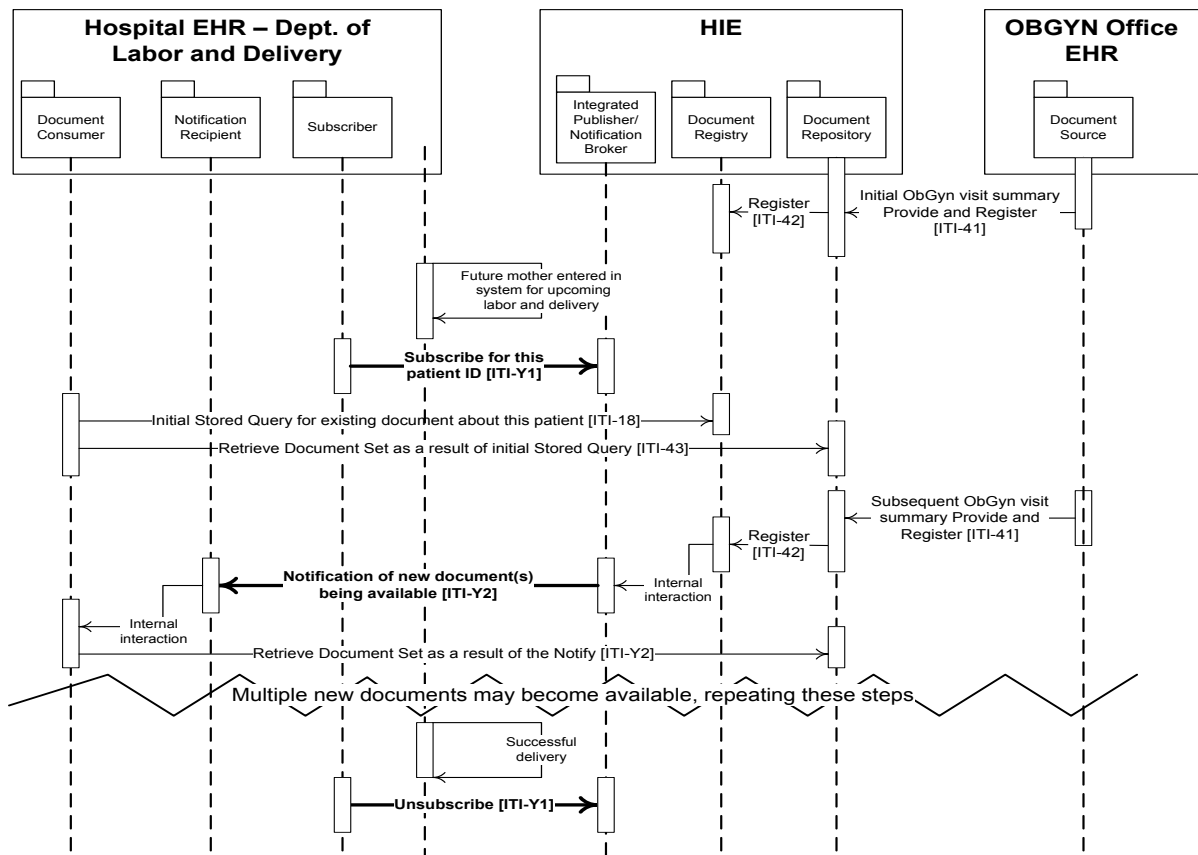 Hospital EHR – Dept. of
Labor and Delivery
HIE
OBGYN Office
EHR
Document
Consumer
Notification
Recipient
Subscriber
Integrated
Publisher/
Notification
Broker
Document
Registry
Document
Repository
Document
Source
Register
[ITI-42]
Initial ObGyn visit summary
Provide and Register
[ITI-41]
Future mother entered in
system for upcoming
labor and delivery
Subscribe for this
patient ID [ITI-Y1]
Initial Stored Query for existing document about this patient [ITI-18]
Retrieve Document Set as a result of initial Stored Query [ITI-43]
Subsequent ObGyn visit
summary Provide and
Register [ITI-41]
Register
[ITI-42]
Internal
interaction
Notification of new document(s)
being available [ITI-Y2]
Internal
interaction
Retrieve Document Set as a result of the Notify [ITI-Y2]
Multiple new documents may become available, repeating these steps
Successful
delivery
Unsubscribe [ITI-Y1]